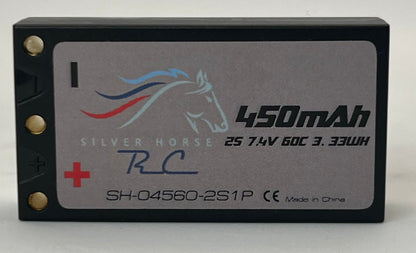 450mAh
2S 7.4V 60C 3.33WH
SILVER HORSE
RC
SH-04560-2S1P CE Made in China